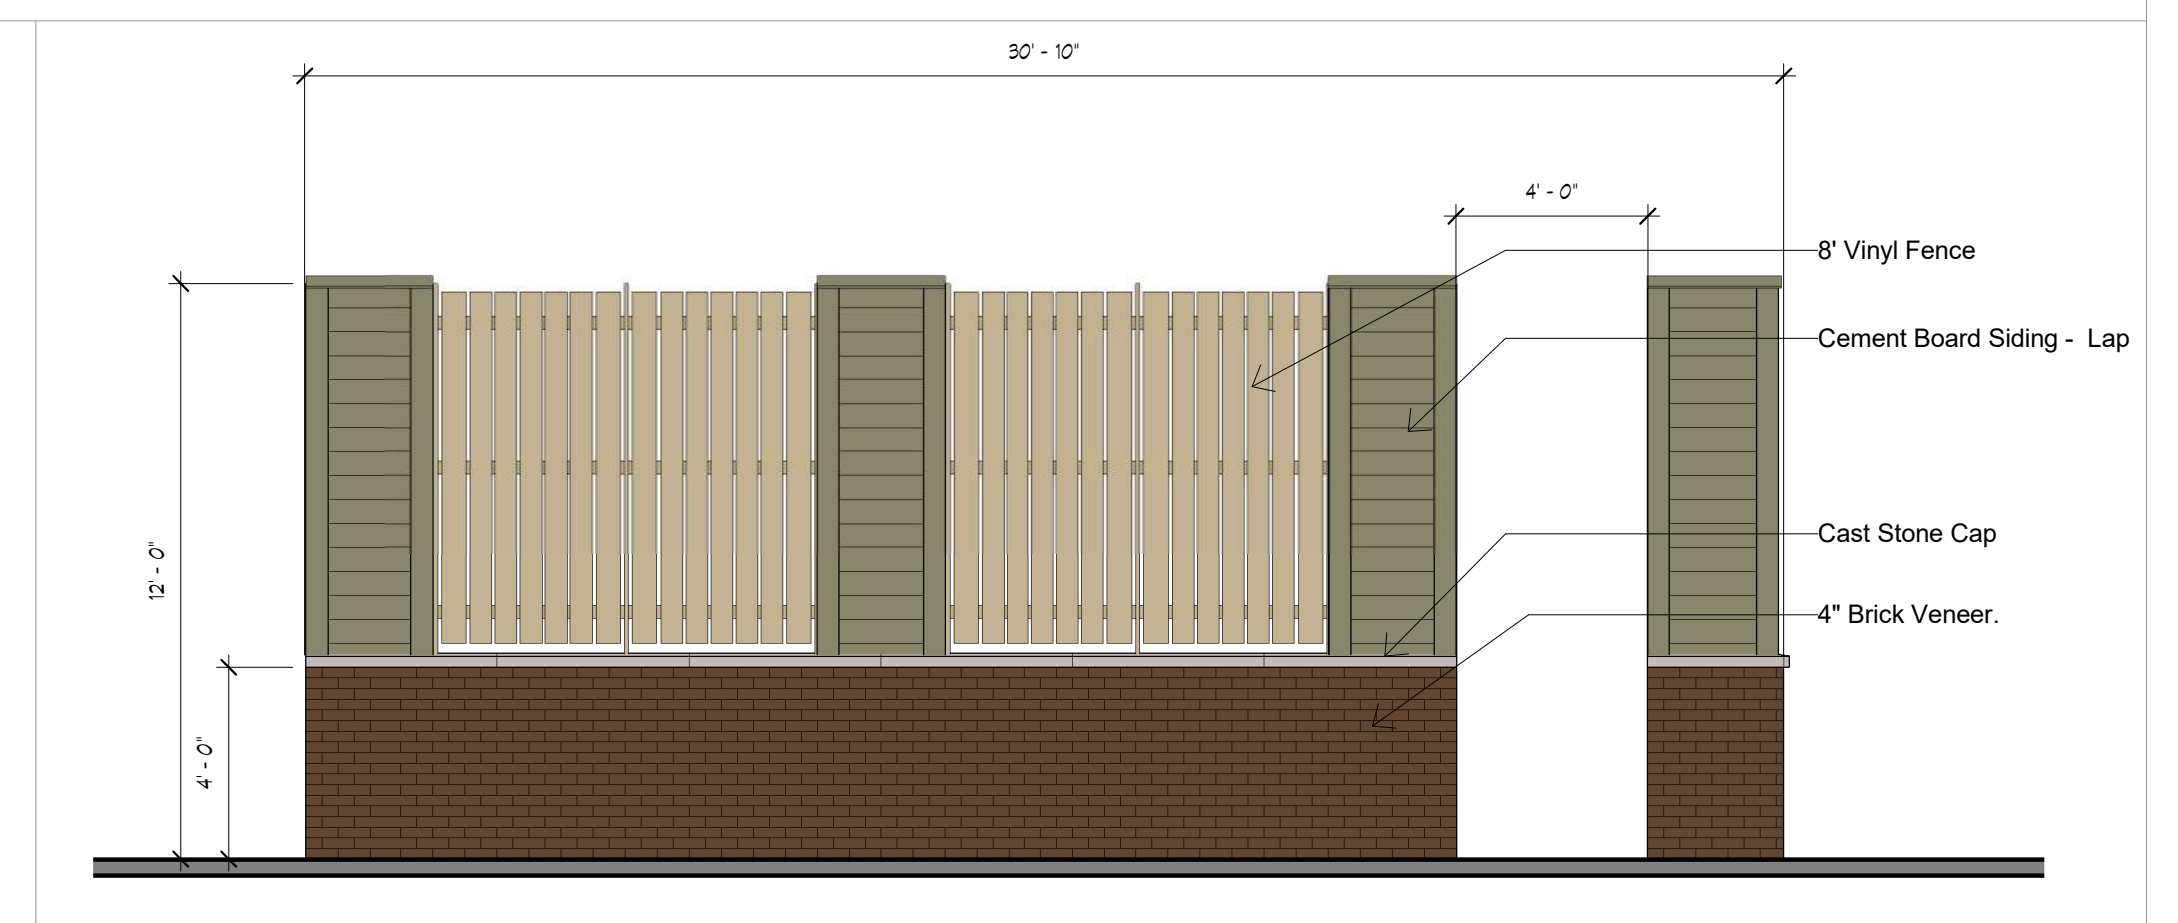 30' - 10"
4' - 0"
8' Vinyl Fence
Cement Board Siding - Lap
12' - 0"
Cast Stone Cap
4" Brick Veneer.
4' - 0"